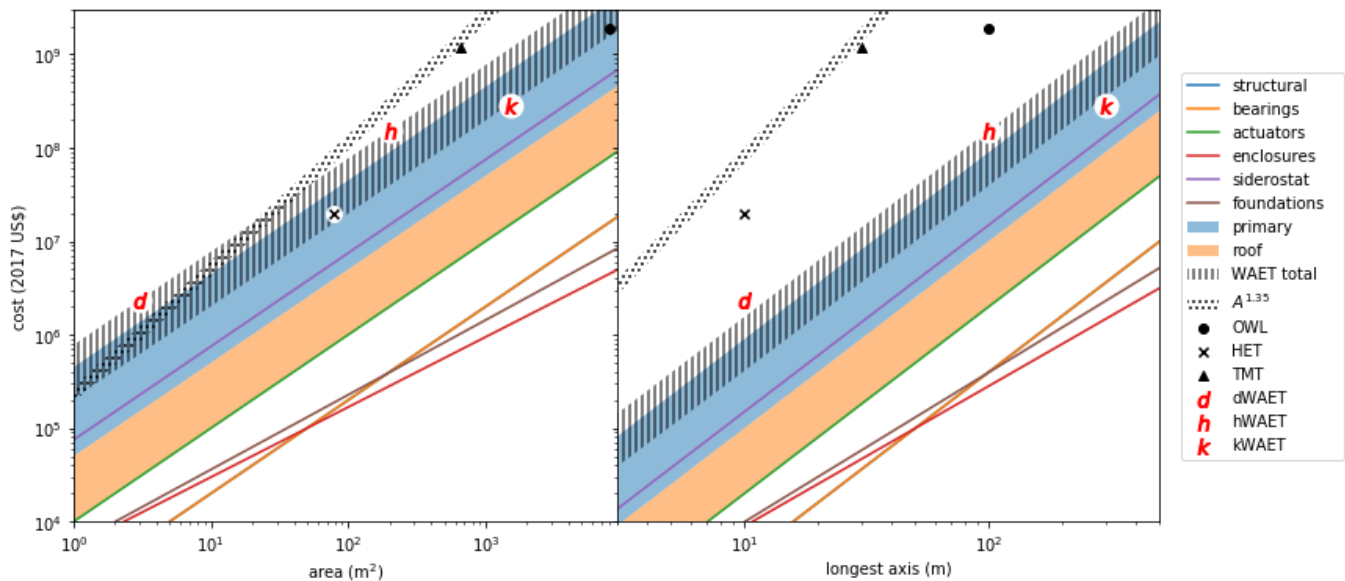 10⁹
10⁸
10⁷
10⁶
10⁵
10⁴
cost (2017 US$)
10⁰
10¹
10²
10³
area (m²)
10¹
10²
longest axis (m)
d
h
k
d
h
k
structural
bearings
actuators
enclosures
siderostat
foundations
primary
roof
WAET total
A^1.35
OWL
HET
TMT
d dWAET
h hWAET
k kWAET